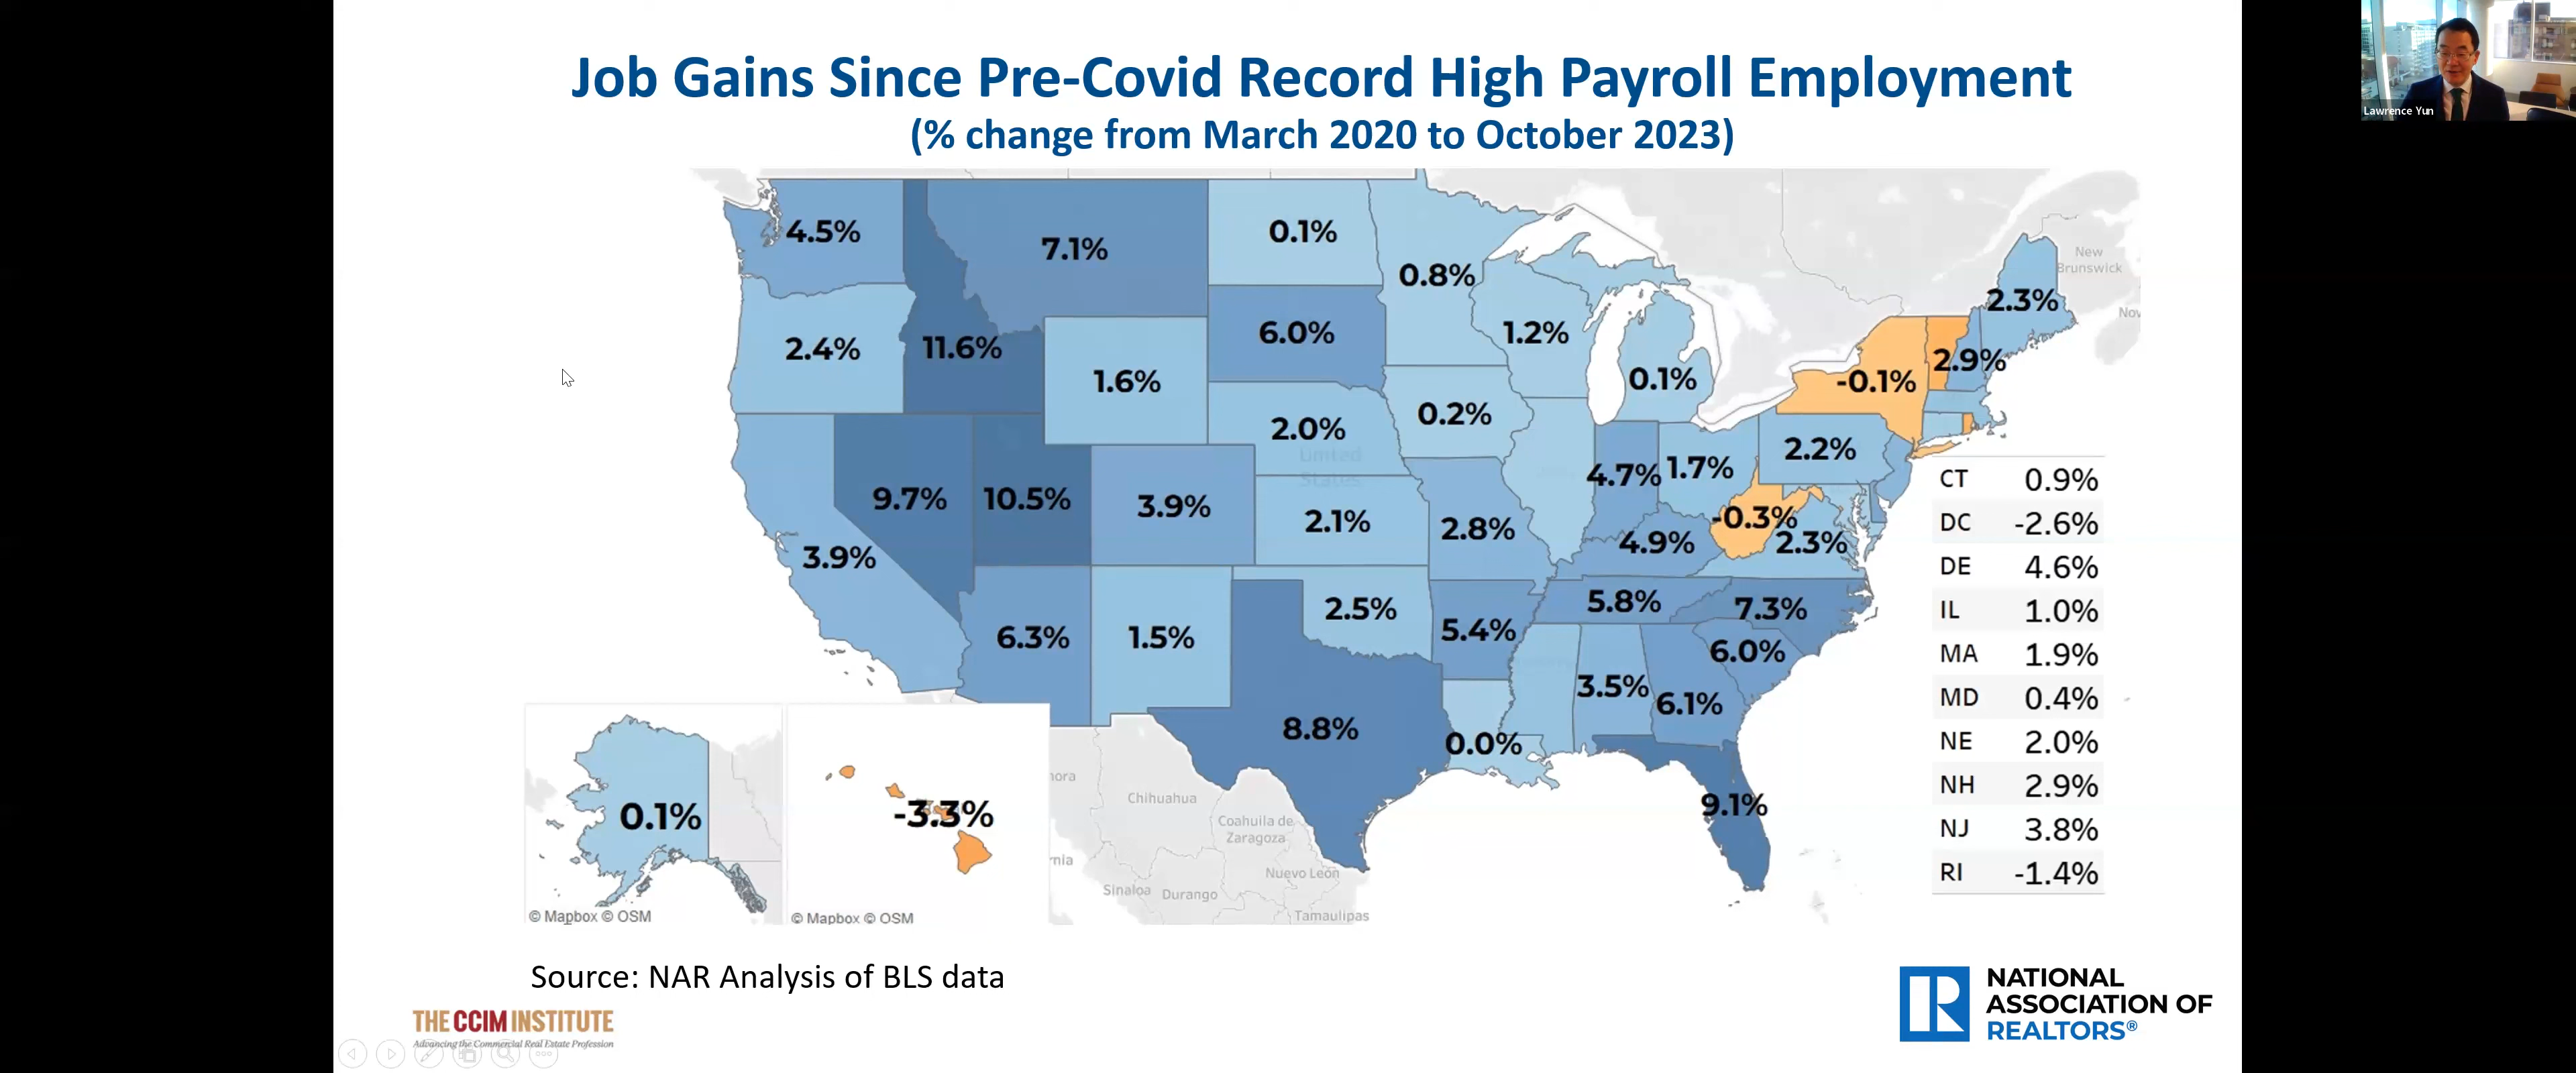 Job Gains Since Pre-Covid Record High Payroll Employment
(% change from March 2020 to October 2023)
Lawrence Yun
4.5%
7.1%
0.1%
0.8%
New
Brunswick
2.3%
Nov
2.4%
11.6%
6.0%
1.2%
2.9%
1.6%
0.1%
-0.1%
2.0%
0.2%
United
States
4.7%
1.7%
2.2%
9.7%
10.5%
3.9%
2.1%
2.8%
-0.3%
3.9%
4.9%
2.3%
6.3%
1.5%
2.5%
5.4%
5.8%
7.3%
6.0%
3.5%
6.1%
8.8%
0.0%
9.1%
CT 0.9%
DC -2.6%
DE 4.6%
IL 1.0%
MA 1.9%
MD 0.4%
NE 2.0%
NH 2.9%
NJ 3.8%
RI -1.4%
0.1%
-3.3%
© Mapbox © OSM
© Mapbox © OSM
nora
Chihuahua
Coahuila de
Zaragoza
rnia
Sinaloa
Durango
Nuevo León
Tamaulipas
Source: NAR Analysis of BLS data
THE CCIM INSTITUTE
Advancing the Commercial Real Estate Profession
NATIONAL
ASSOCIATION OF
REALTORS®